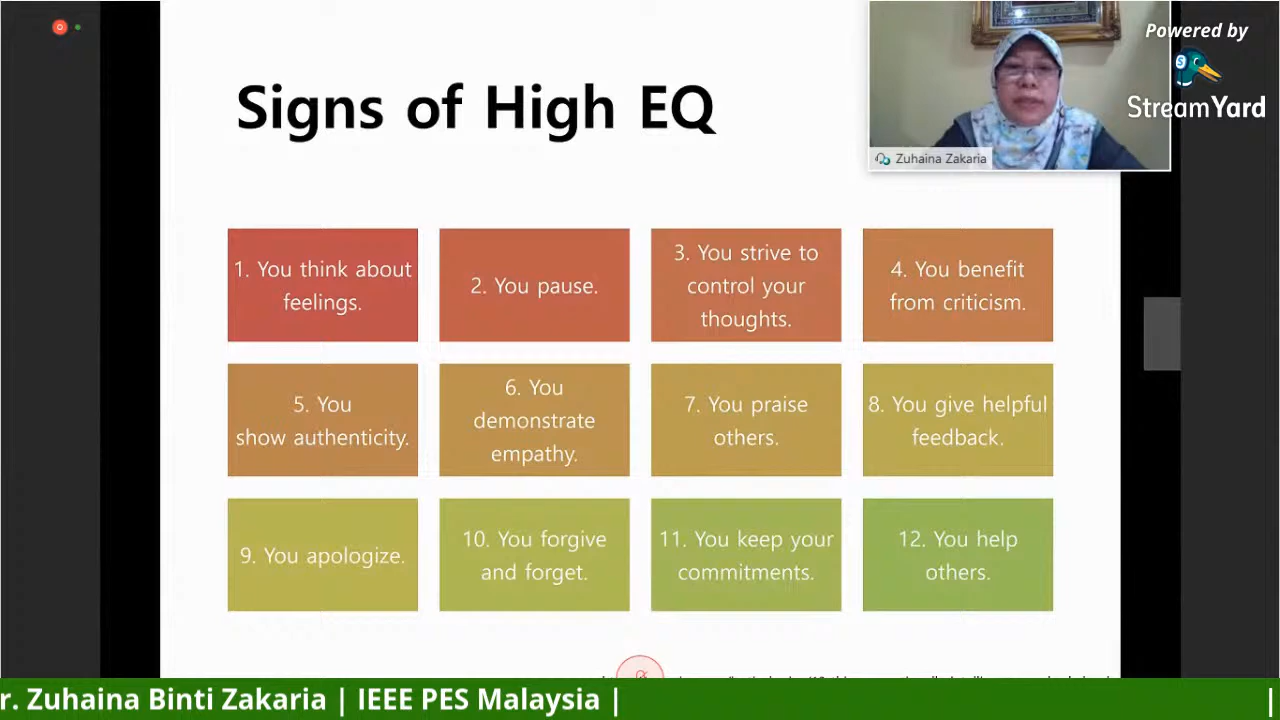 Signs of High EQ
Powered by
StreamYard
Zuhaina Zakaria
1. You think about
feelings.
2. You pause.
3. You strive to
control your
thoughts.
4. You benefit
from criticism.
5. You
show authenticity.
6. You
demonstrate
empathy.
7. You praise
others.
8. You give helpful
feedback.
9. You apologize.
10. You forgive
and forget.
11. You keep your
commitments.
12. You help
others.
r. Zuhaina Binti Zakaria | IEEE PES Malaysia | |